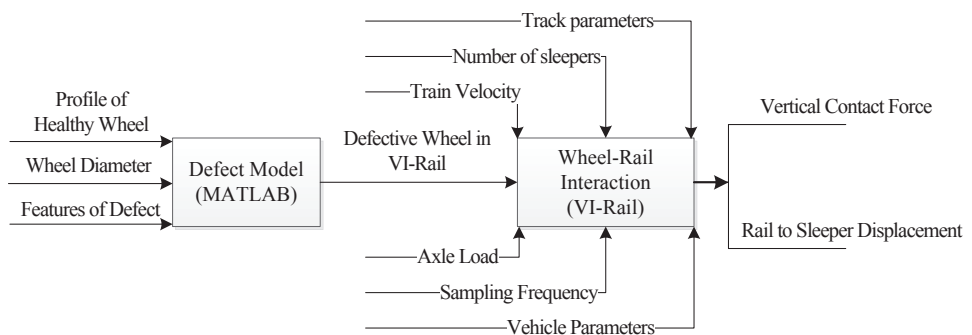 Track parameters
Number of sleepers
Train Velocity
Profile of
Healthy Wheel
Wheel Diameter
Features of Defect
Defect Model
(MATLAB)
Defective Wheel in
VI-Rail
Wheel-Rail
Interaction
(VI-Rail)
Vertical Contact Force
Rail to Sleeper Displacement
Axle Load
Sampling Frequency
Vehicle Parameters